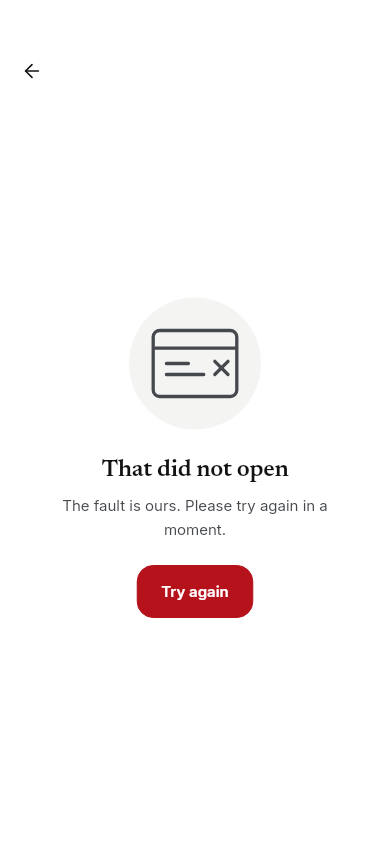 That did not open
The fault is ours. Please try again in a
moment.
Try again